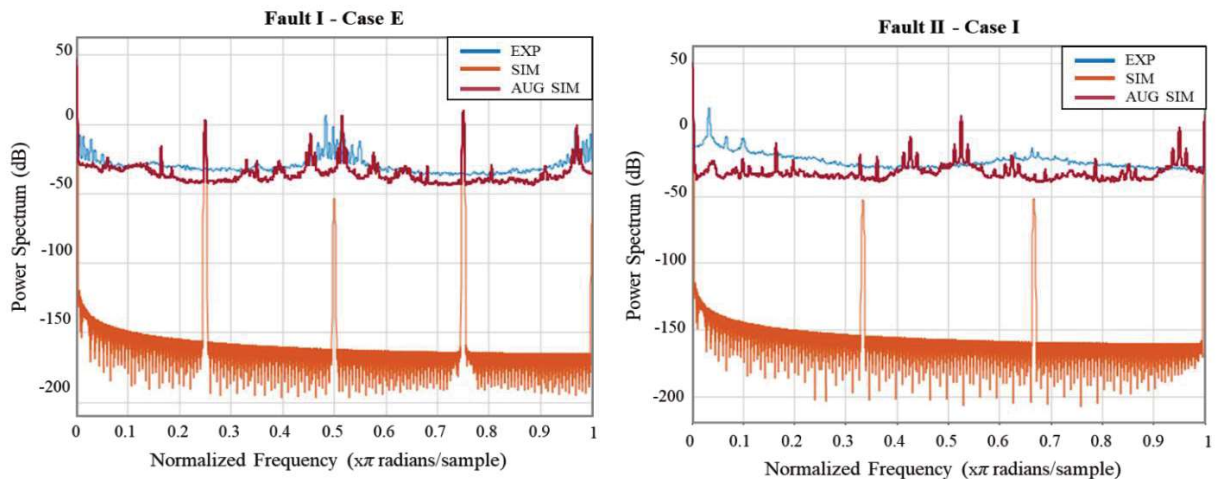 Fault I - Case E
EXP
SIM
AUG SIM
Power Spectrum (dB)
50
0
-50
-100
-150
-200
0 0.1 0.2 0.3 0.4 0.5 0.6 0.7 0.8 0.9 1
Normalized Frequency (xπ radians/sample)
Fault II - Case I
EXP
SIM
AUG SIM
Power Spectrum (dB)
50
0
-50
-100
-150
-200
0 0.1 0.2 0.3 0.4 0.5 0.6 0.7 0.8 0.9 1
Normalized Frequency (xπ radians/sample)